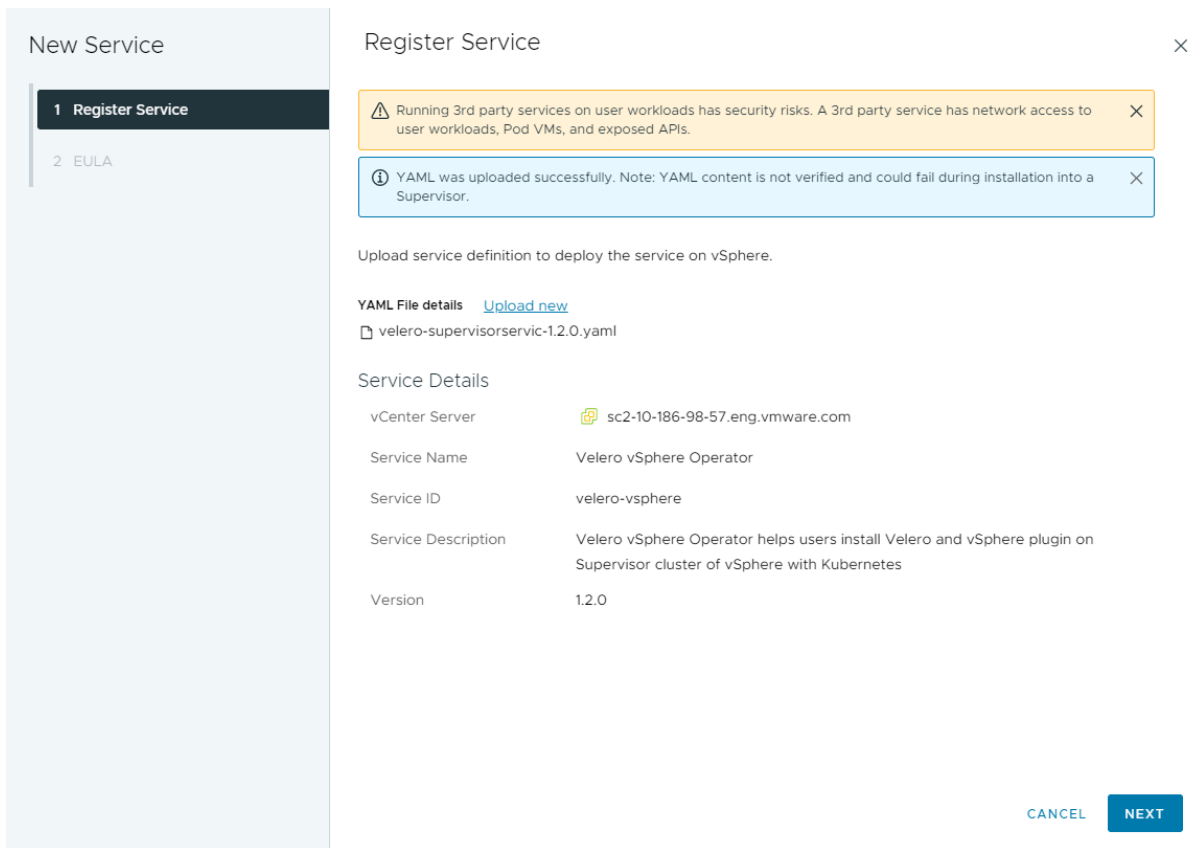 New Service
1 Register Service
2 EULA
Register Service
Running 3rd party services on user workloads has security risks. A 3rd party service has network access to
user workloads, Pod VMs, and exposed APIs.
YAML was uploaded successfully. Note: YAML content is not verified and could fail during installation into a
Supervisor.
Upload service definition to deploy the service on vSphere.
YAML File details Upload new
velero-supervisorservic-1.2.0.yaml
Service Details
vCenter Server sc2-10-186-98-57.eng.vmware.com
Service Name Velero vSphere Operator
Service ID velero-vsphere
Service Description Velero vSphere Operator helps users install Velero and vSphere plugin on
Supervisor cluster of vSphere with Kubernetes
Version 1.2.0
CANCEL NEXT